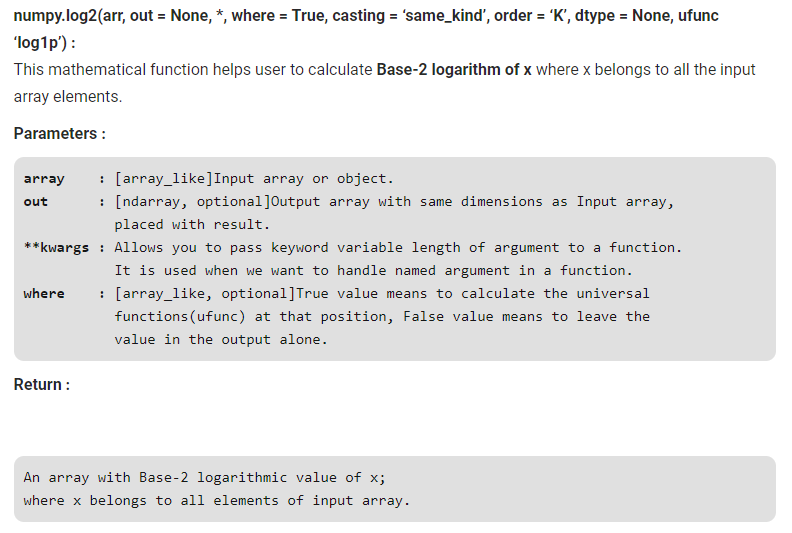 numpy.log2(arr, out = None, *, where = True, casting = ‘same_kind’, order = ‘K’, dtype = None, ufunc
‘log1p’) :
This mathematical function helps user to calculate Base-2 logarithm of x where x belongs to all the input
array elements.
Parameters :
array : [array_like]Input array or object.
out : [ndarray, optional]Output array with same dimensions as Input array,
placed with result.
**kwargs : Allows you to pass keyword variable length of argument to a function.
It is used when we want to handle named argument in a function.
where : [array_like, optional]True value means to calculate the universal
functions(ufunc) at that position, False value means to leave the
value in the output alone.
Return :
An array with Base-2 logarithmic value of x;
where x belongs to all elements of input array.